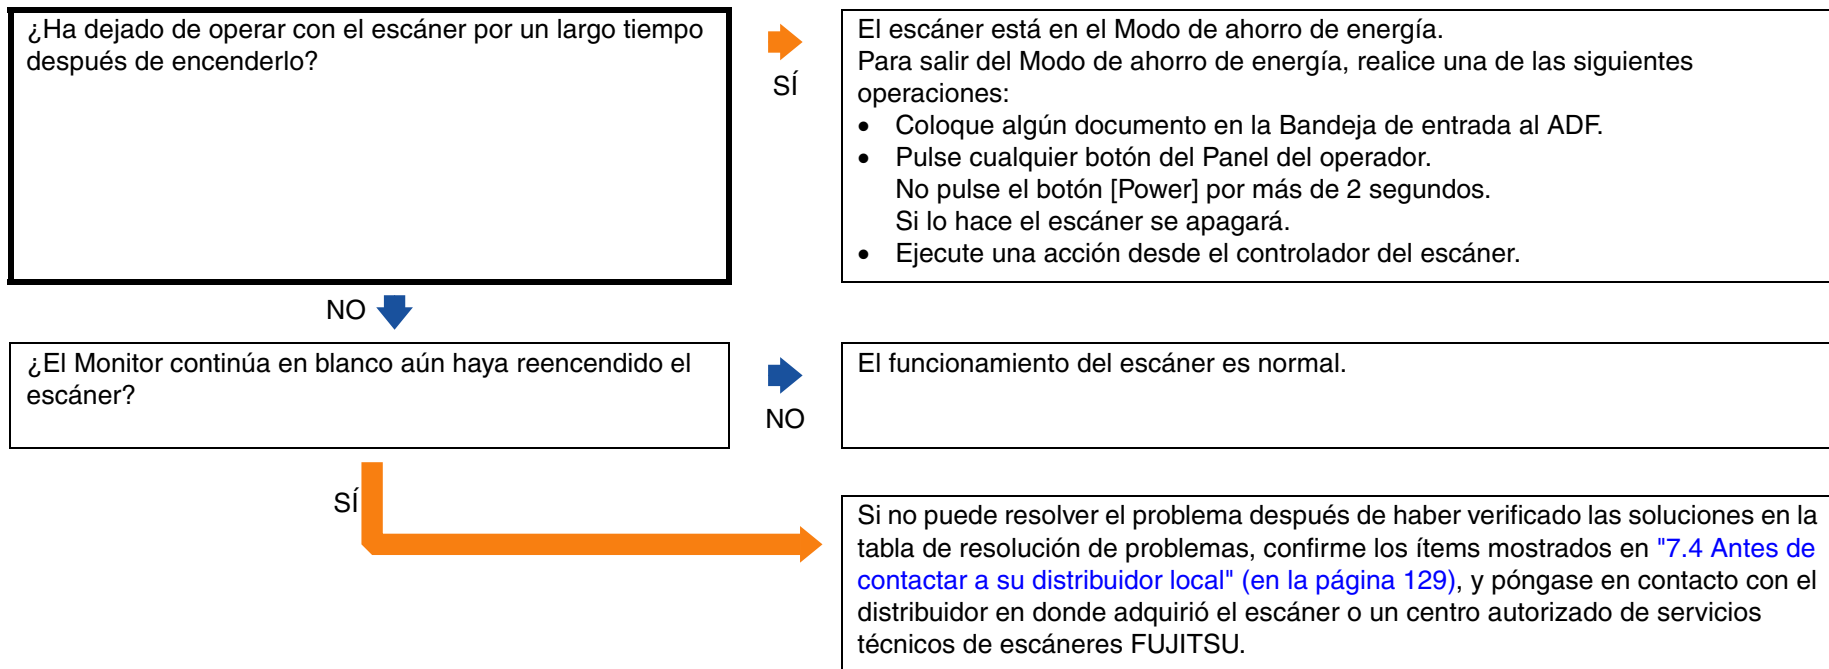 ¿Ha dejado de operar con el escáner por un largo tiempo
después de encenderlo?
SÍ
El escáner está en el Modo de ahorro de energía.
Para salir del Modo de ahorro de energía, realice una de las siguientes
operaciones:
• Coloque algún documento en la Bandeja de entrada al ADF.
• Pulse cualquier botón del Panel del operador.
No pulse el botón [Power] por más de 2 segundos.
Si lo hace el escáner se apagará.
• Ejecute una acción desde el controlador del escáner.
NO
¿El Monitor continúa en blanco aún haya reencendido el
escáner?
NO
El funcionamiento del escáner es normal.
SÍ
Si no puede resolver el problema después de haber verificado las soluciones en la
tabla de resolución de problemas, confirme los ítems mostrados en "7.4 Antes de
contactar a su distribuidor local" (en la página 129), y póngase en contacto con el
distribuidor en donde adquirió el escáner o un centro autorizado de servicios
técnicos de escáneres FUJITSU.